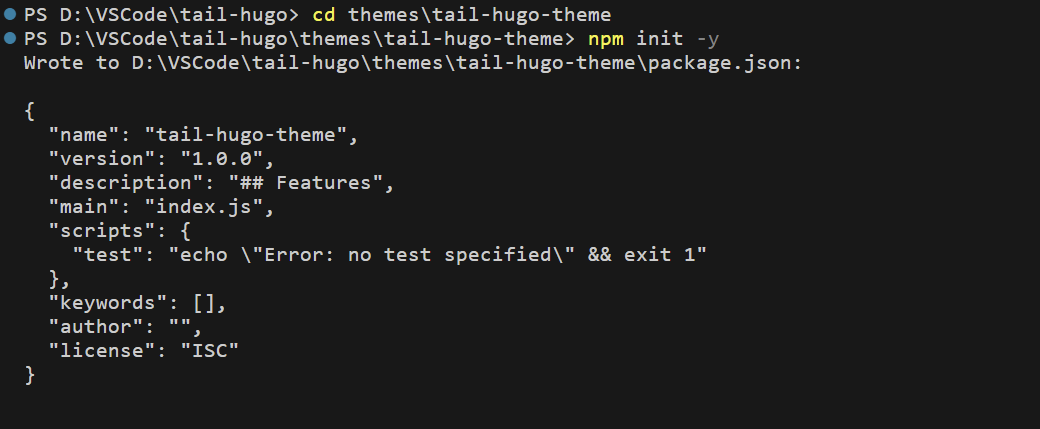 PS D:\VSCode\tail-hugo> cd themes\tail-hugo-theme
PS D:\VSCode\tail-hugo\themes\tail-hugo-theme> npm init -y
Wrote to D:\VSCode\tail-hugo\themes\tail-hugo-theme\package.json:
{
  "name": "tail-hugo-theme",
  "version": "1.0.0",
  "description": "## Features",
  "main": "index.js",
  "scripts": {
    "test": "echo \"Error: no test specified\" && exit 1"
  },
  "keywords": [],
  "author": "",
  "license": "ISC"
}